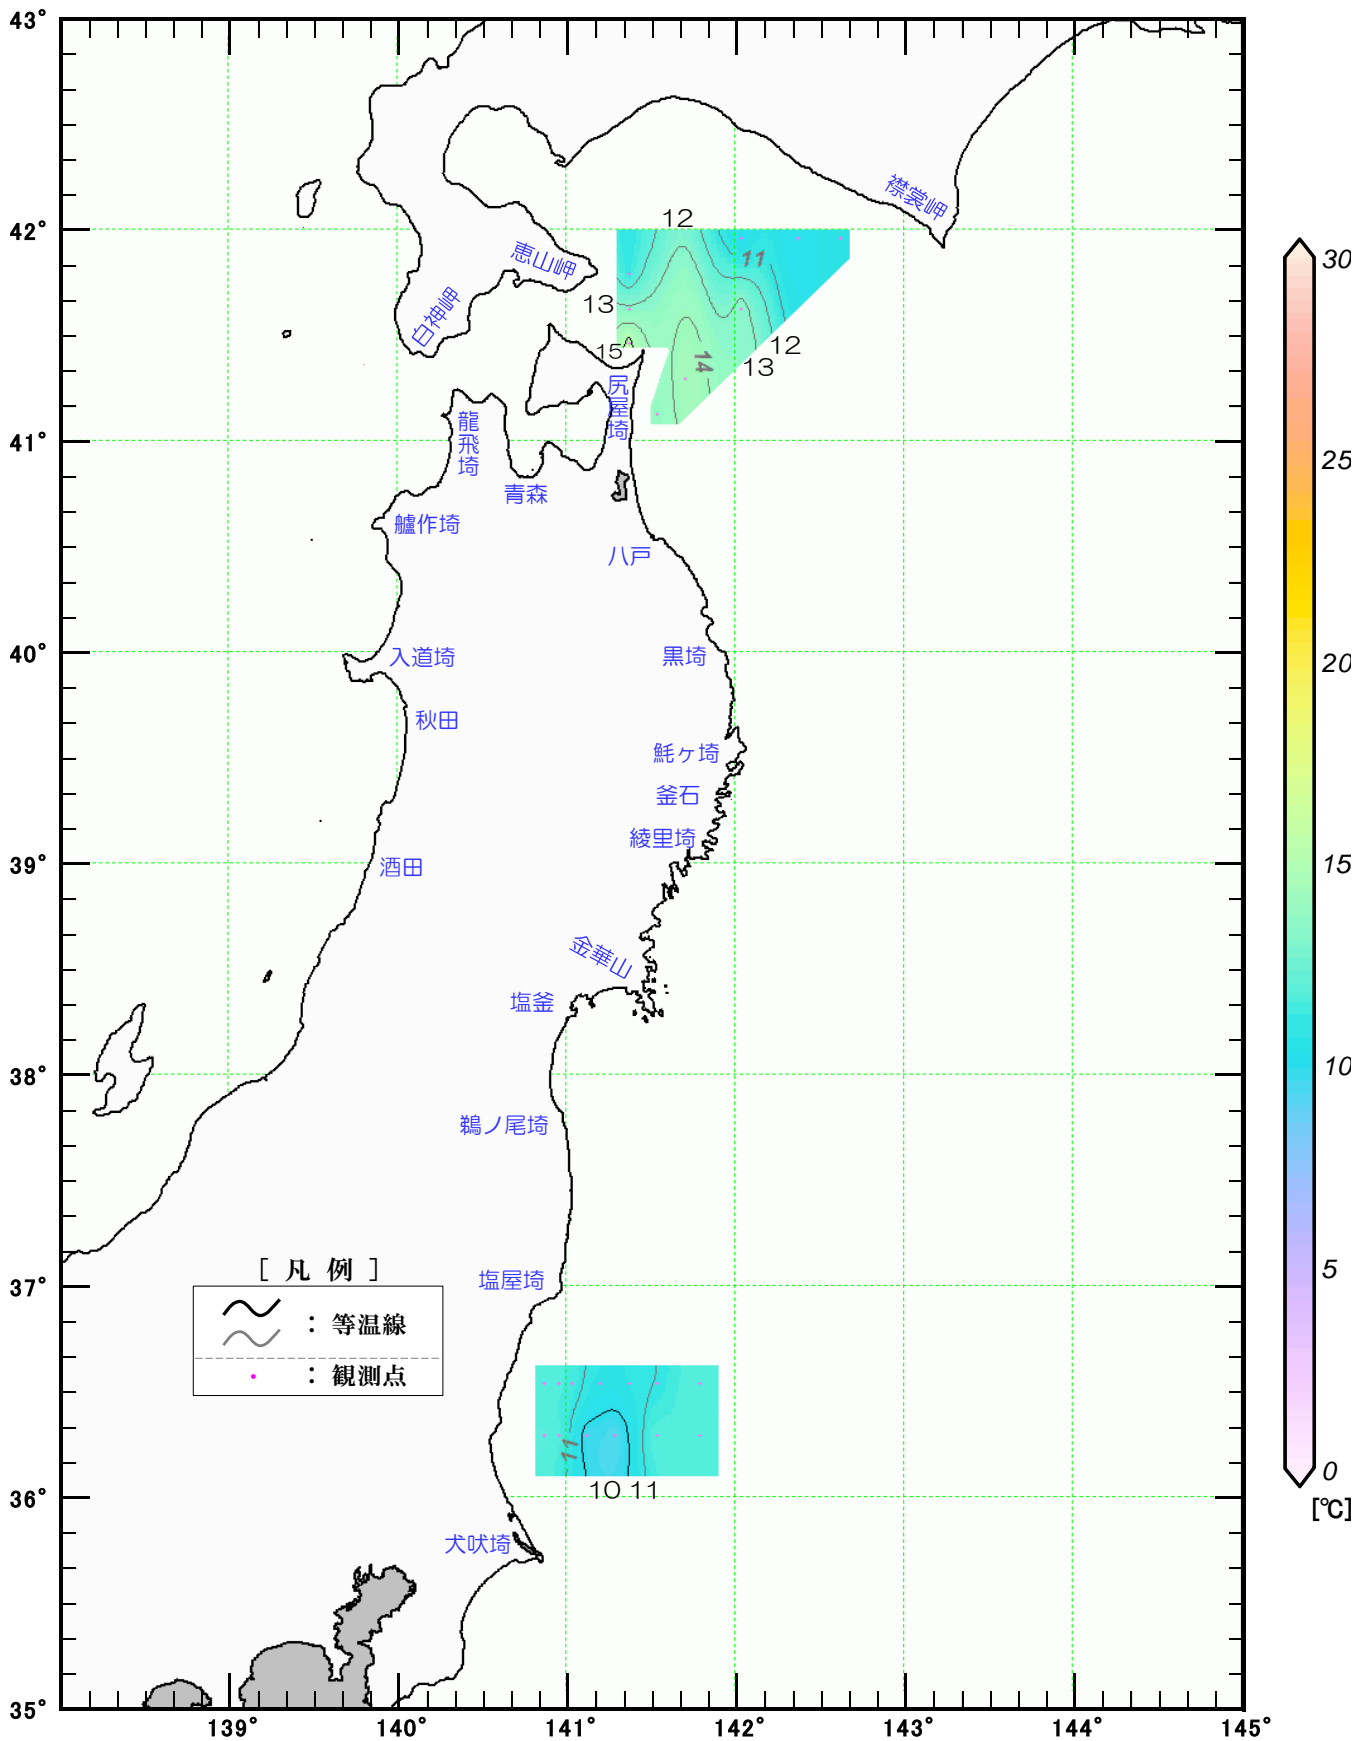 43°
42°
41°
40°
39°
38°
37°
36°
35°
139°
140°
141°
142°
143°
144°
145°
襟裳岬
恵山岬
白神岬
12
11
13
15
14
12
13
尻屋埼
龍飛埼
青森
艫作埼
八戸
入道埼
黒埼
秋田
魹ヶ埼
釜石
綾里埼
酒田
金華山
塩釜
鵜ノ尾埼
塩屋埼
[ 凡 例 ]
：等温線
：観測点
11
10
11
犬吠埼
30
25
20
15
10
5
0
[℃]